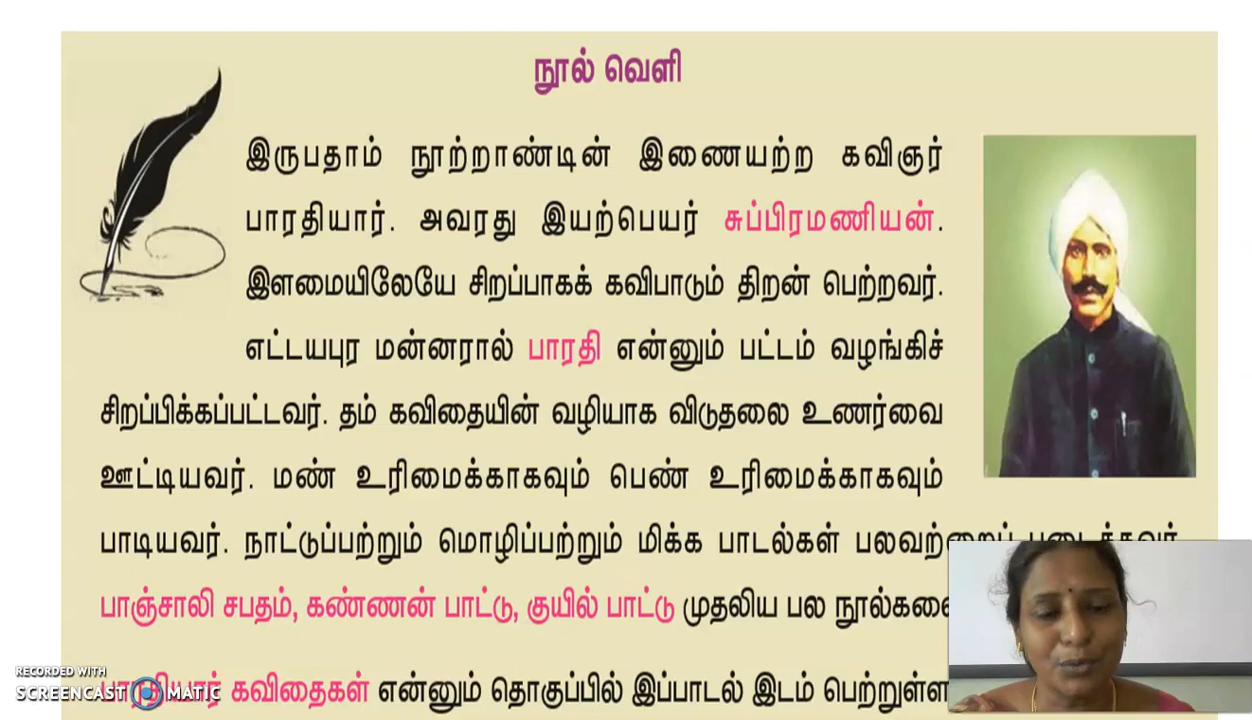 நூல் வெளி
இருபதாம் நூற்றாண்டின் இணையற்ற கவிஞர்
பாரதியார். அவரது இயற்பெயர் சுப்பிரமணியன்.
இளமையிலேயே சிறப்பாகக் கவிபாடும் திறன் பெற்றவர்.
எட்டயபுர மன்னரால் பாரதி என்னும் பட்டம் வழங்கிச்
சிறப்பிக்கப்பட்டவர். தம் கவிதையின் வழியாக விடுதலை உணர்வை
ஊட்டியவர். மண் உரிமைக்காகவும் பெண் உரிமைக்காகவும்
பாடியவர். நாட்டுப்பற்றும் மொழிப்பற்றும் மிக்க பாடல்கள் பலவற்றைப் படைத்தவர்
பாஞ்சாலி சபதம், கண்ணன் பாட்டு, குயில் பாட்டு முதலிய பல
பாரதியார் கவிதைகள் என்னும் தொகுப்பில் இப்பாடல் இடம்
RECORDED WITH
SCREENCAST MATIC